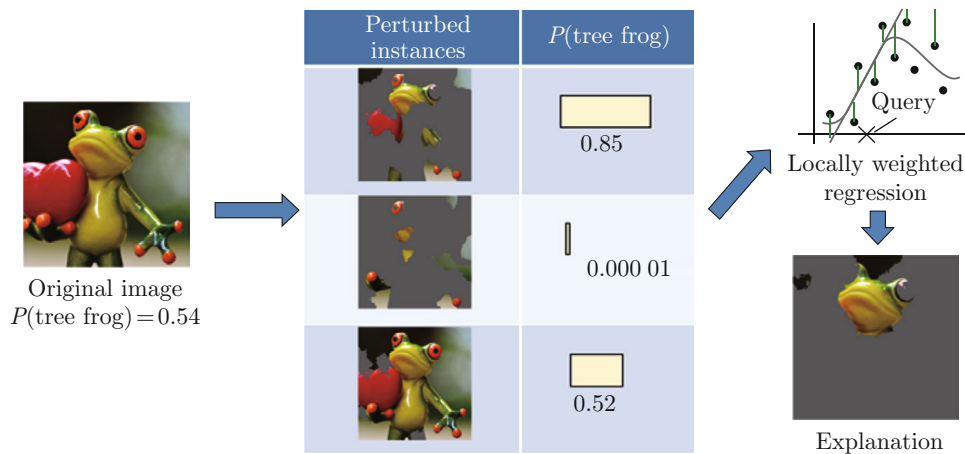 Original image
P(tree frog) = 0.54
Perturbed
instances
P(tree frog)
0.85
0.000 01
0.52
Query
Locally weighted
regression
Explanation